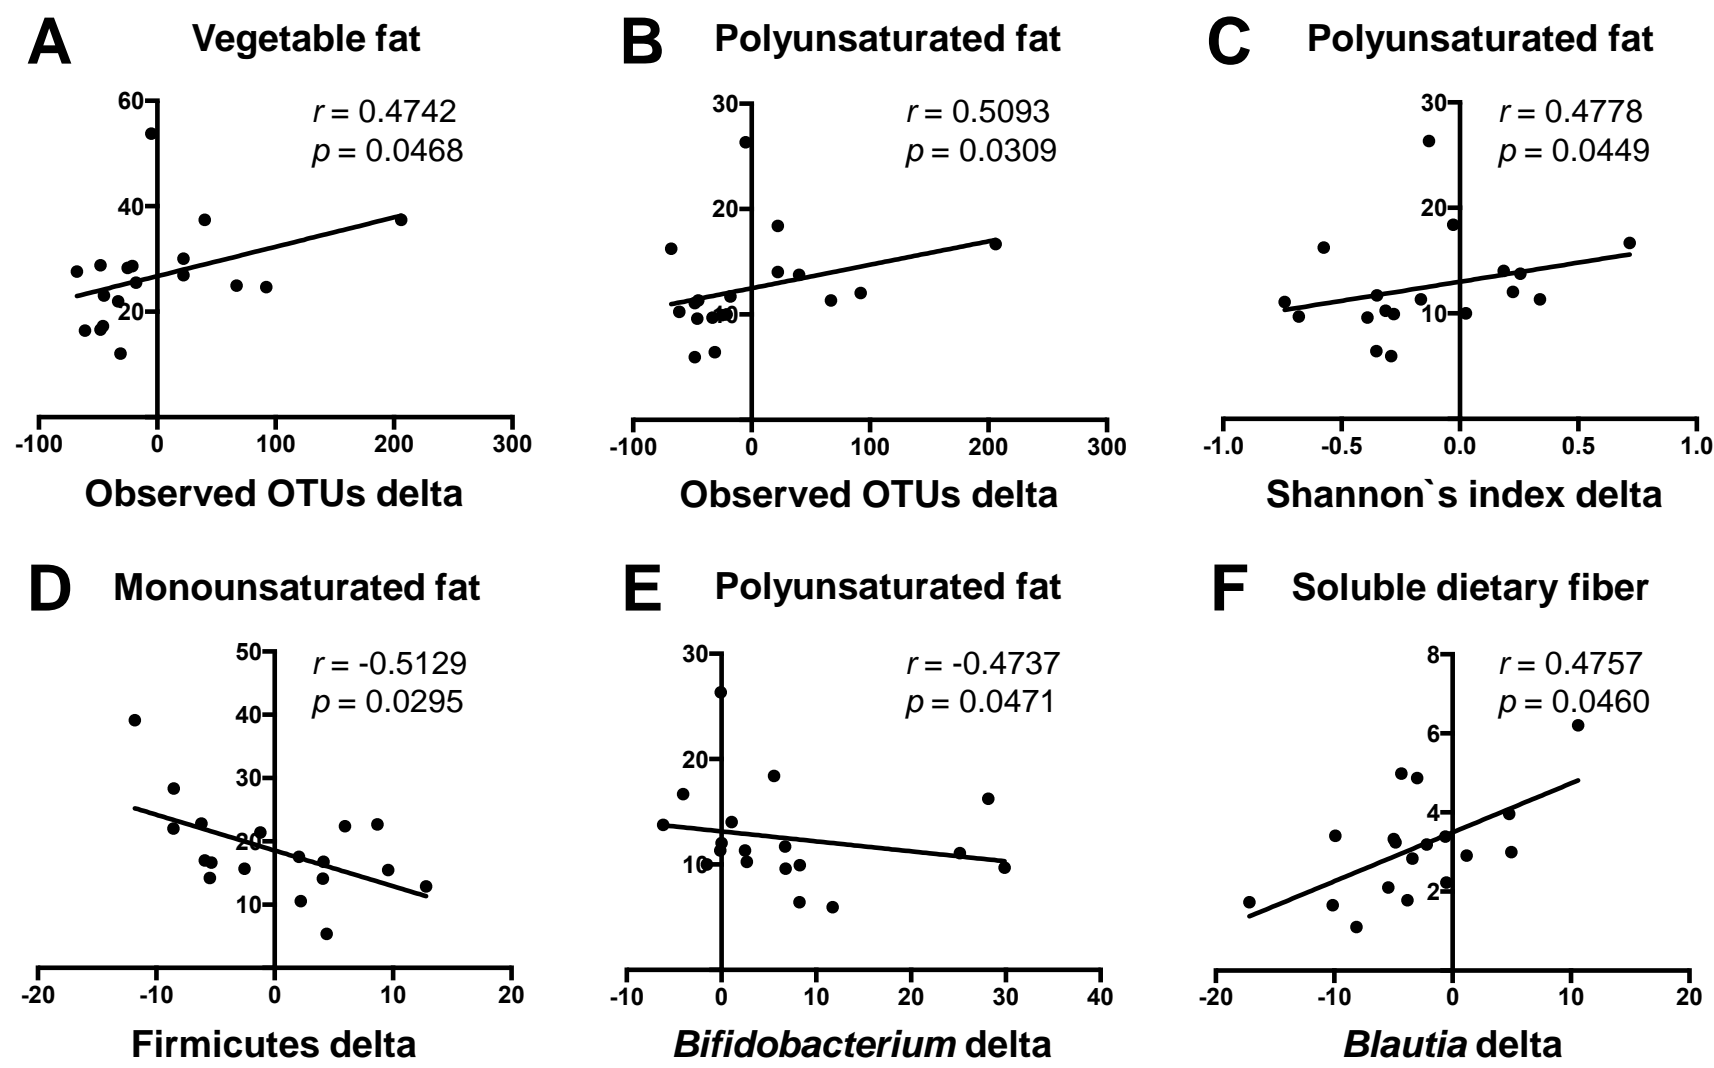 A Vegetable fat
r = 0.4742
p = 0.0468
60
40
20
-100 0 100 200 300
Observed OTUs delta
B Polyunsaturated fat
r = 0.5093
p = 0.0309
30
20
10
-100 0 100 200 300
Observed OTUs delta
C Polyunsaturated fat
r = 0.4778
p = 0.0449
30
20
10
-1.0 -0.5 0.0 0.5 1.0
Shannon`s index delta
D Monounsaturated fat
r = -0.5129
p = 0.0295
50
40
30
20
10
-20 -10 0 10 20
Firmicutes delta
E Polyunsaturated fat
r = -0.4737
p = 0.0471
30
20
10
-10 0 10 20 30 40
Bifidobacterium delta
F Soluble dietary fiber
r = 0.4757
p = 0.0460
8
6
4
2
-20 -10 0 10 20
Blautia delta